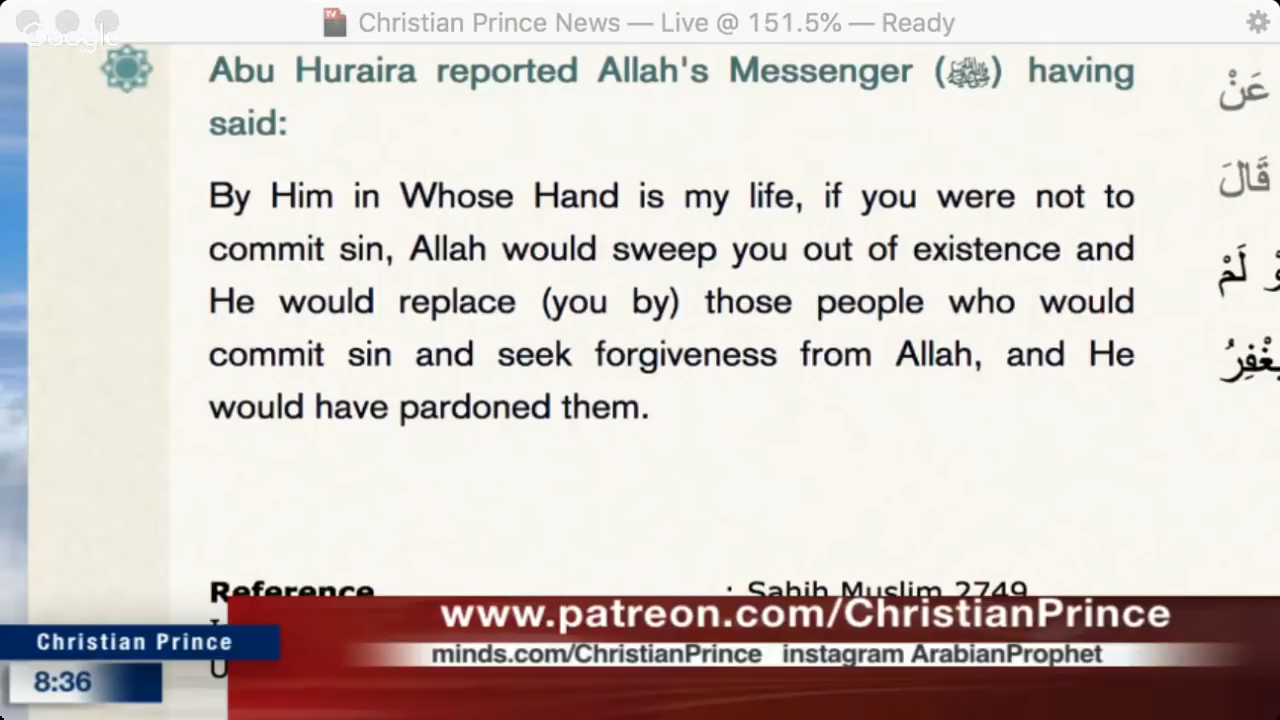 Christian Prince News — Live @ 151.5% — Ready
Google
Abu Huraira reported Allah's Messenger (ﷺ) having
said:
By Him in Whose Hand is my life, if you were not to
commit sin, Allah would sweep you out of existence and
He would replace (you by) those people who would
commit sin and seek forgiveness from Allah, and He
would have pardoned them.
عَنْ
قَالَ
لَمْ
Reference : Sahih Muslim 2749
www.patreon.com/ChristianPrince
Christian Prince
minds.com/ChristianPrince instagram ArabianProphet
8:36